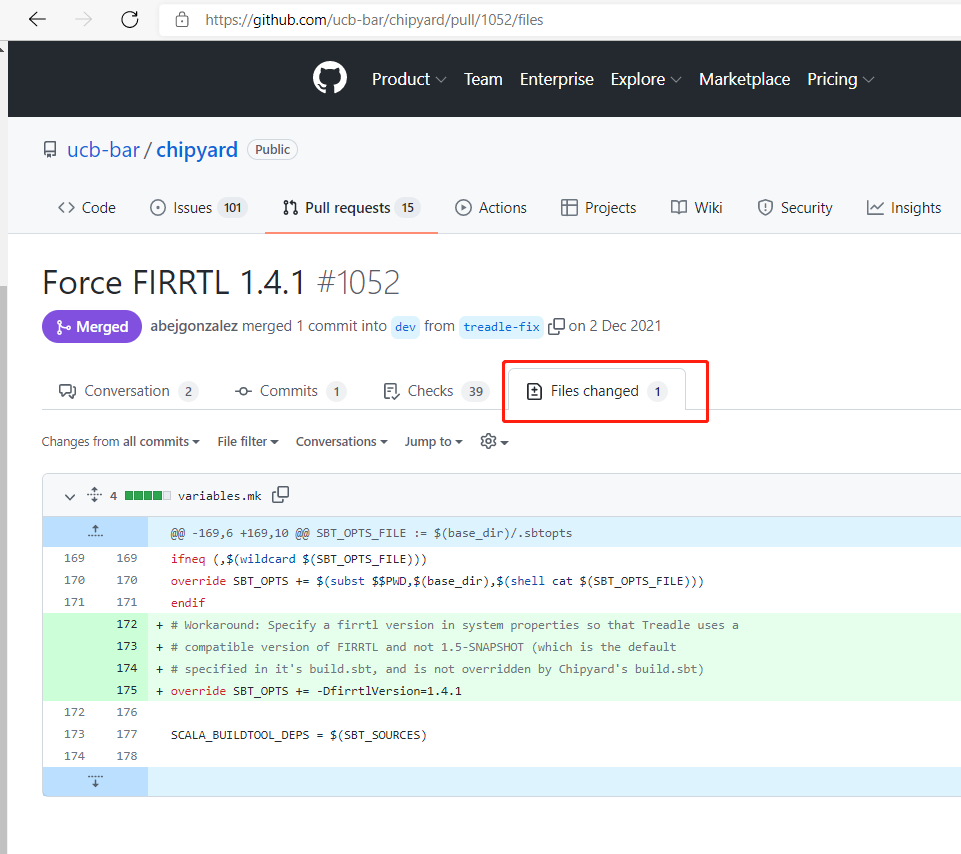 https://github.com/ucb-bar/chipyard/pull/1052/files
Product Team Enterprise Explore Marketplace Pricing
ucb-bar / chipyard Public
Code Issues 101 Pull requests 15 Actions Projects Wiki Security Insights
Force FIRRTL 1.4.1 #1052
Merged abejgonzalez merged 1 commit into dev from treadle-fix on 2 Dec 2021
Conversation 2 Commits 1 Checks 39 Files changed 1
Changes from all commits File filter Conversations Jump to
4 variables.mk
@@ -169,6 +169,10 @@ SBT_OPTS_FILE := $(base_dir)/.sbtopts
169 169 ifneq (,$(wildcard $(SBT_OPTS_FILE)))
170 170 override SBT_OPTS += $(subst $$PWD,$(base_dir),$(shell cat $(SBT_OPTS_FILE)))
171 171 endif
172 + # Workaround: Specify a firrtl version in system properties so that Treadle uses a
173 + # compatible version of FIRRTL and not 1.5-SNAPSHOT (which is the default
174 + # specified in it's build.sbt, and is not overridden by Chipyard's build.sbt)
175 + override SBT_OPTS += -DfirrtlVersion=1.4.1
172 176
173 177 SCALA_BUILDTOOL_DEPS = $(SBT_SOURCES)
174 178